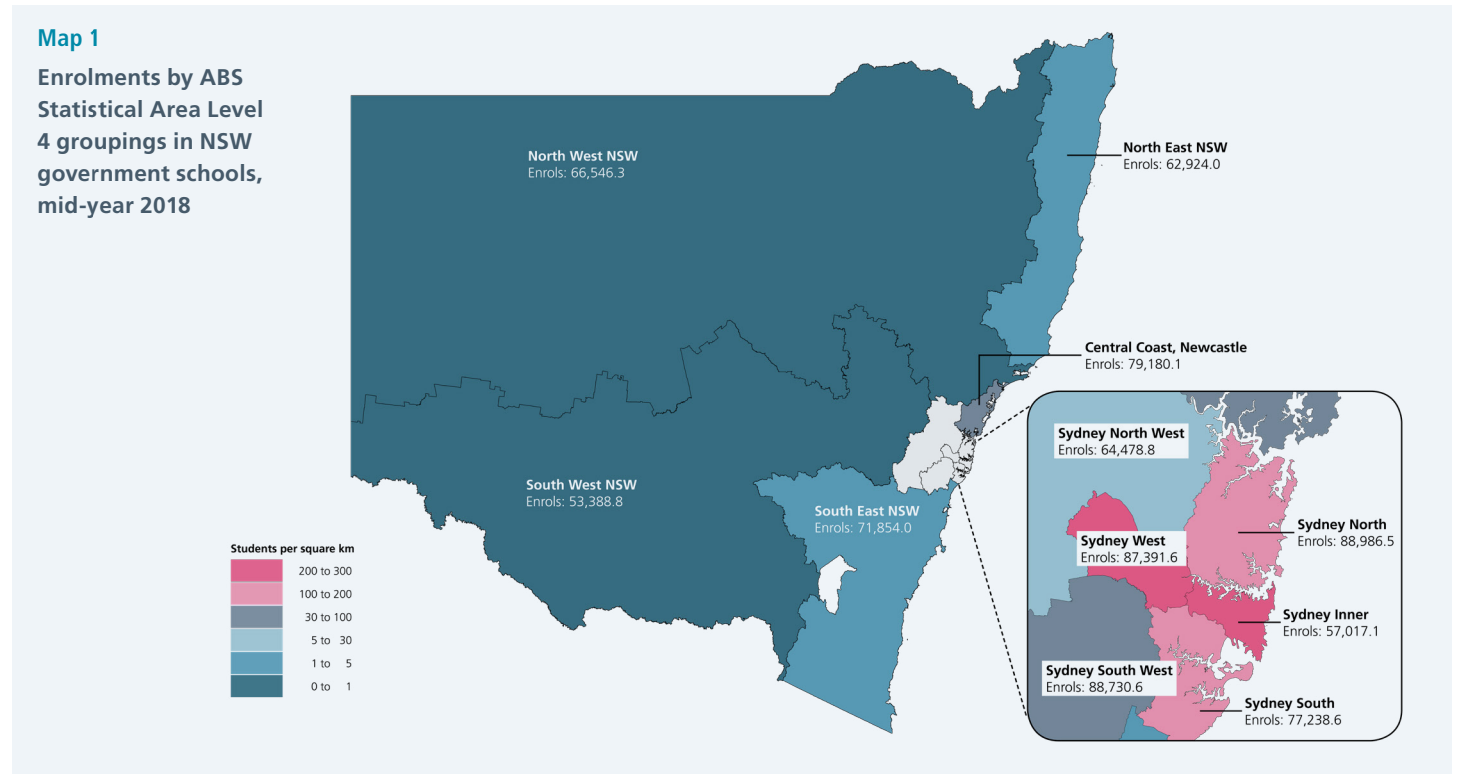 Map 1
Enrolments by ABS
Statistical Area Level
4 groupings in NSW
government schools,
mid-year 2018
North West NSW
Enrols: 66,546.3
North East NSW
Enrols: 62,924.0
Central Coast, Newcastle
Enrols: 79,180.1
South West NSW
Enrols: 53,388.8
South East NSW
Enrols: 71,854.0
Students per square km
200 to 300
100 to 200
30 to 100
5 to 30
1 to 5
0 to 1
Sydney North West
Enrols: 64,478.8
Sydney North
Enrols: 88,986.5
Sydney West
Enrols: 87,391.6
Sydney Inner
Enrols: 57,017.1
Sydney South West
Enrols: 88,730.6
Sydney South
Enrols: 77,238.6